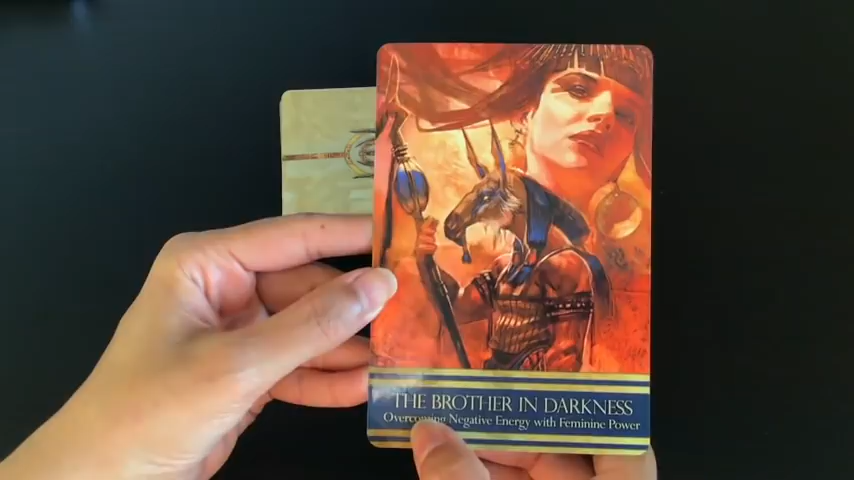 THE BROTHER IN DARKNESS
Overcoming Negative Energy with Feminine Power